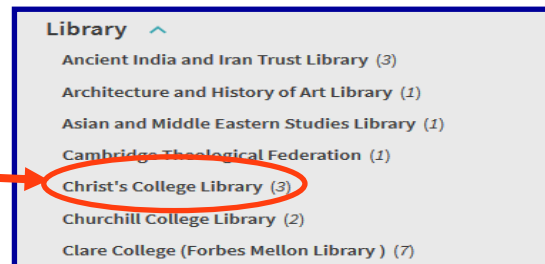 Library
Ancient India and Iran Trust Library (3)
Architecture and History of Art Library (1)
Asian and Middle Eastern Studies Library (1)
Cambridge Theological Federation (1)
Christ's College Library (3)
Churchill College Library (2)
Clare College (Forbes Mellon Library ) (7)